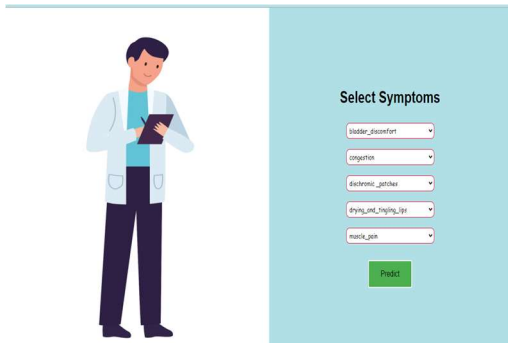 Select Symptoms
bladder_discomfort
congestion
dischromic _patches
drying_and_tingling_lips
muscle_pain
Predict